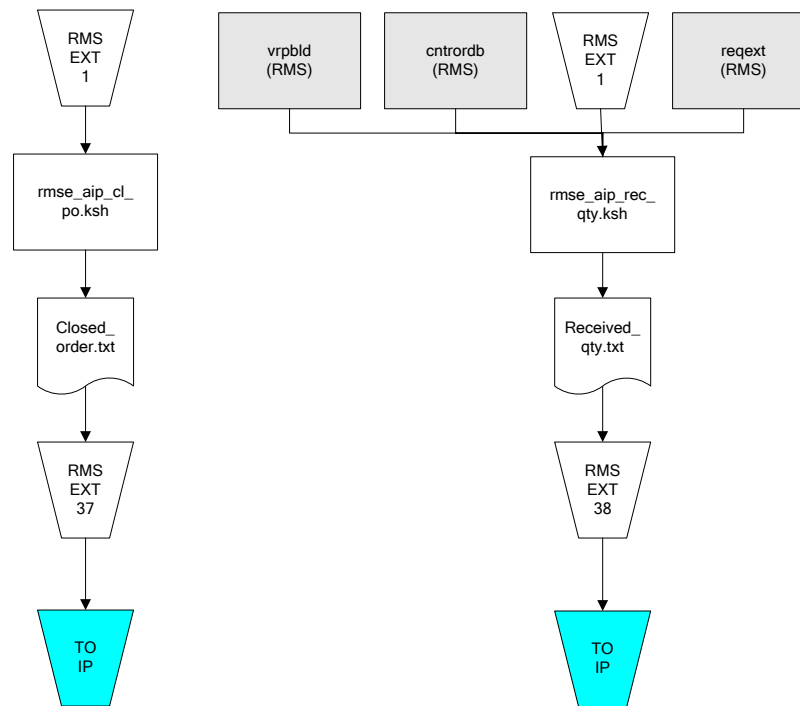 RMS
EXT
1
rmse_aip_cl_
po.ksh
Closed_
order.txt
RMS
EXT
37
TO
IP
vrpbld
(RMS)
cntrordb
(RMS)
RMS
EXT
1
reqext
(RMS)
rmse_aip_rec_
qty.ksh
Received_
qty.txt
RMS
EXT
38
TO
IP